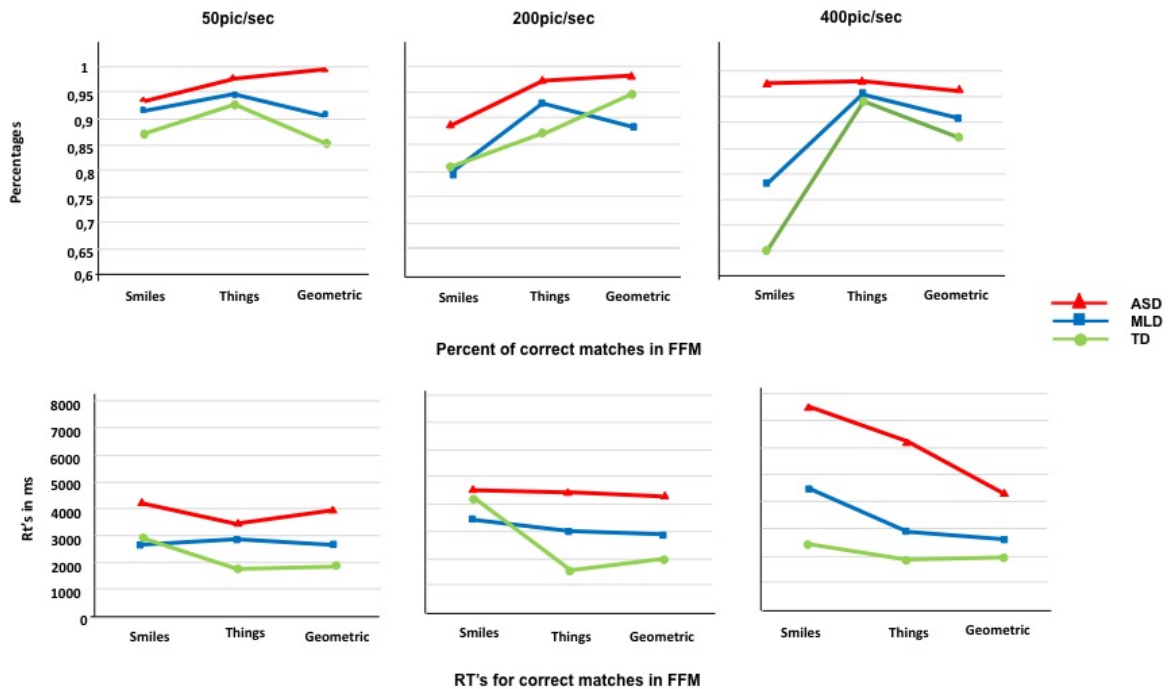 50pic/sec 200pic/sec 400pic/sec
Percentages
1
0,95
0,9
0,85
0,8
0,75
0,7
0,65
0,6
Smiles Things Geometric Smiles Things Geometric Smiles Things Geometric
ASD
MLD
TD
Percent of correct matches in FFM
Rt's in ms
8000
7000
6000
5000
4000
3000
2000
1000
0
Smiles Things Geometric Smiles Things Geometric Smiles Things Geometric
RT's for correct matches in FFM